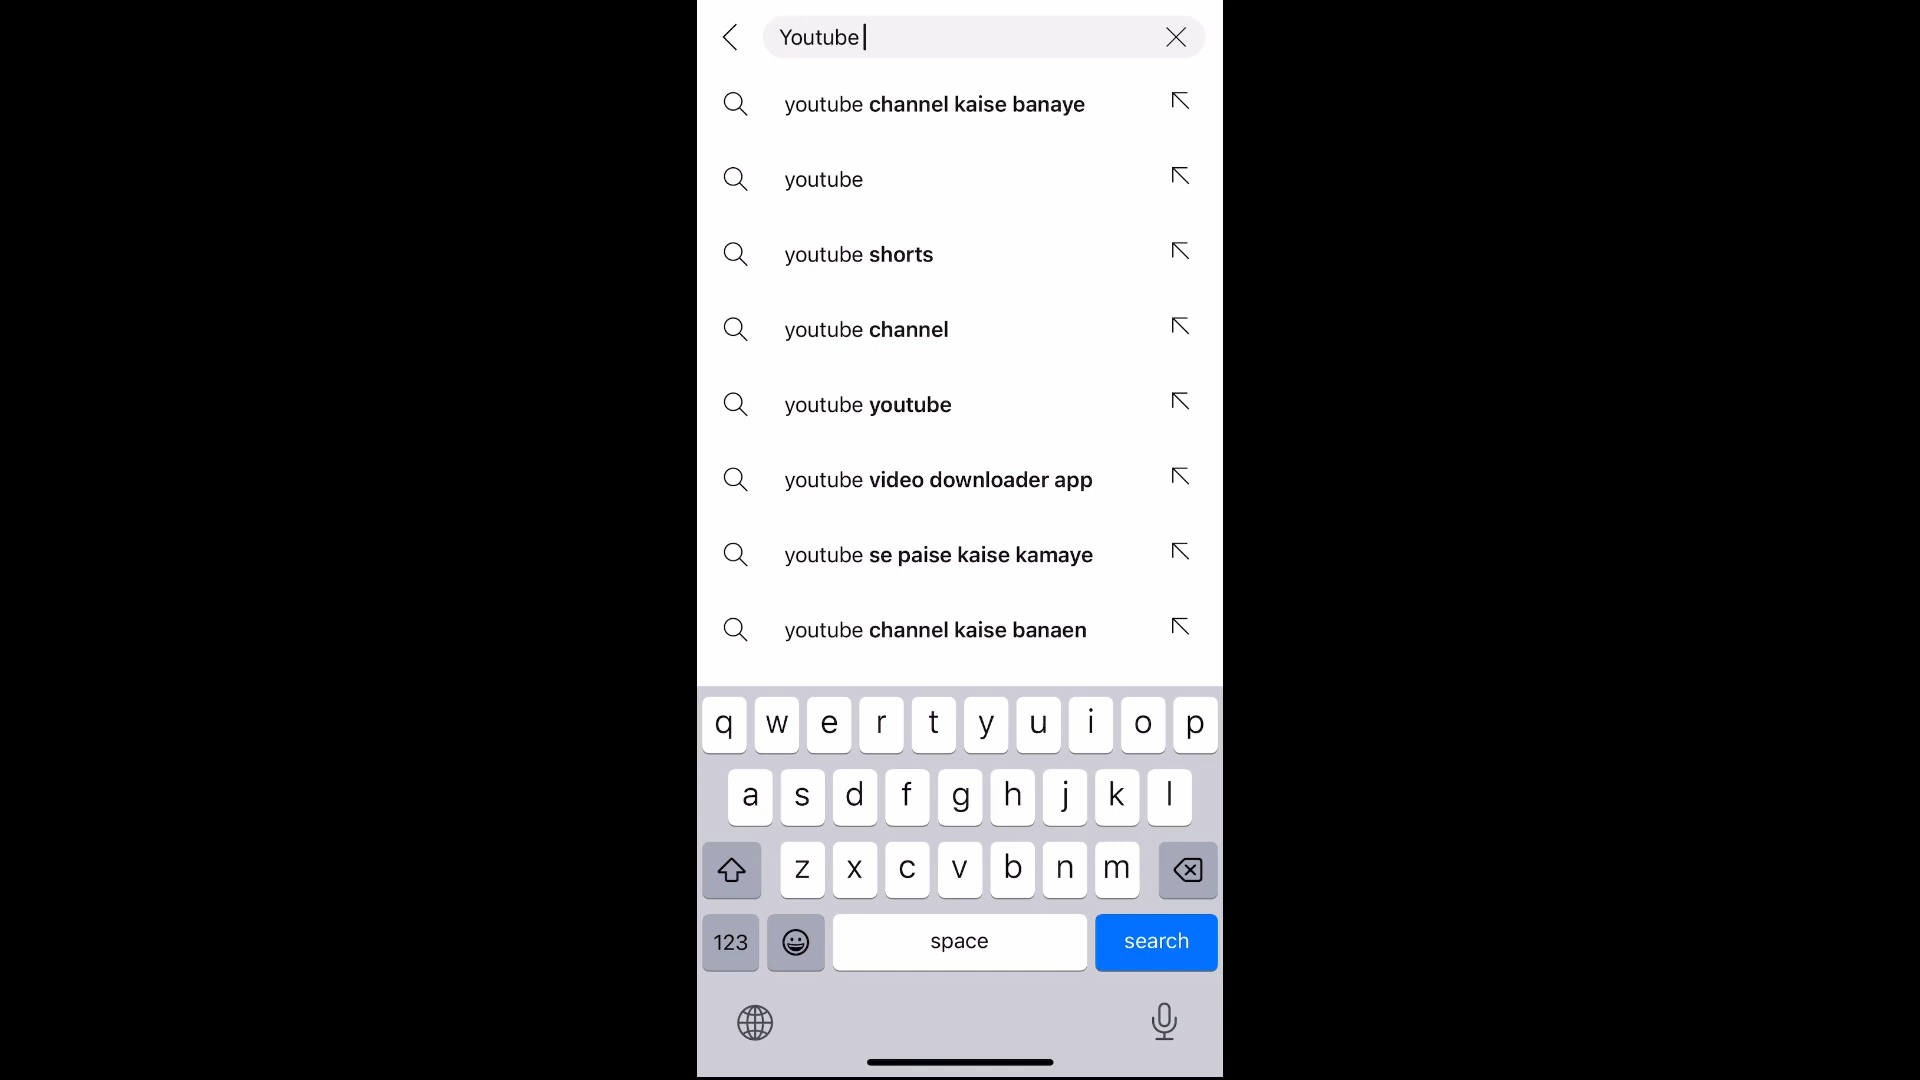 Youtube
youtube channel kaise banaye
youtube
youtube shorts
youtube channel
youtube youtube
youtube video downloader app
youtube se paise kaise kamaye
youtube channel kaise banaen
q w e r t y u i o p
a s d f g h j k l
z x c v b n m
123 space search